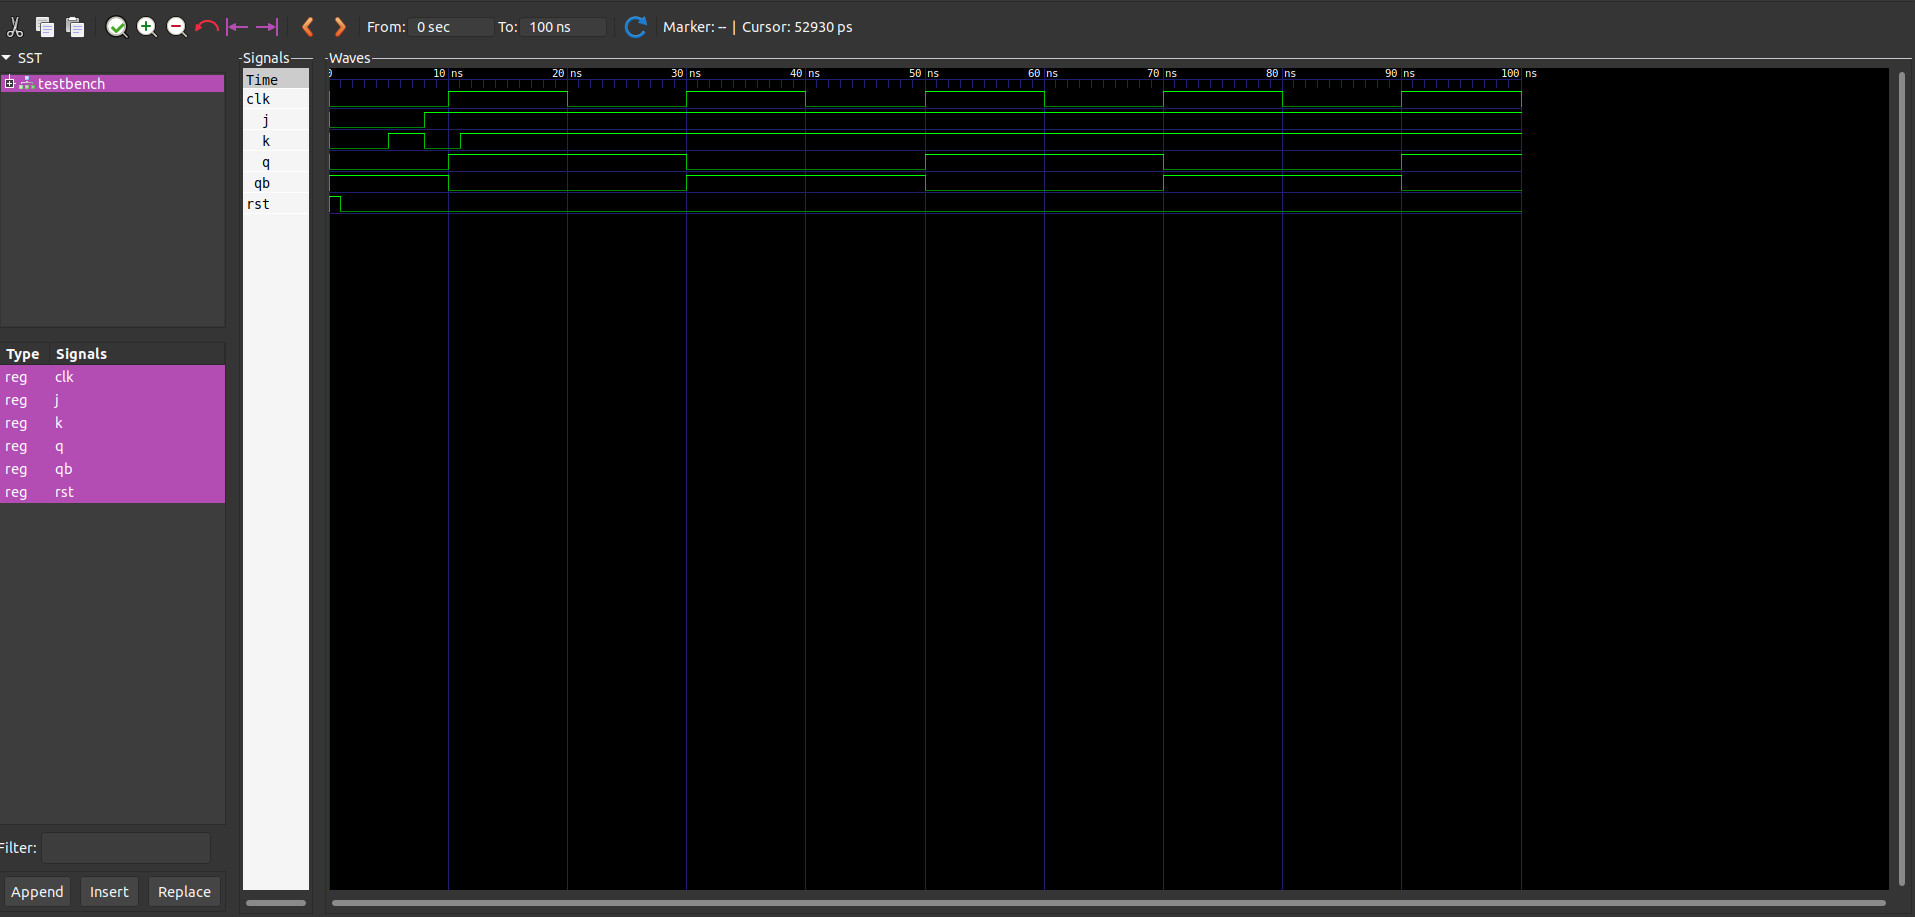 From: 0 sec To: 100 ns Marker: -- | Cursor: 52930 ps
SST
testbench
Type Signals
reg clk
reg j
reg k
reg q
reg qb
reg rst
Filter:
Append Insert Replace
Signals
Time
clk
j
k
q
qb
rst
Waves
0 10 ns 20 ns 30 ns 40 ns 50 ns 60 ns 70 ns 80 ns 90 ns 100 ns